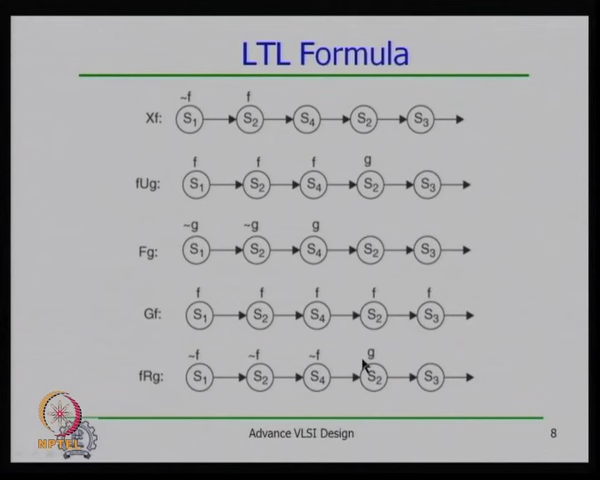 LTL Formula
~f f
Xf: S1 S2 S4 S2 S3
f f f g
fUg: S1 S2 S4 S2 S3
~g ~g g
Fg: S1 S2 S4 S2 S3
f f f f f
Gf: S1 S2 S4 S2 S3
~f ~f ~f g
fRg: S1 S2 S4 S2 S3
NPTEL
Advance VLSI Design 8